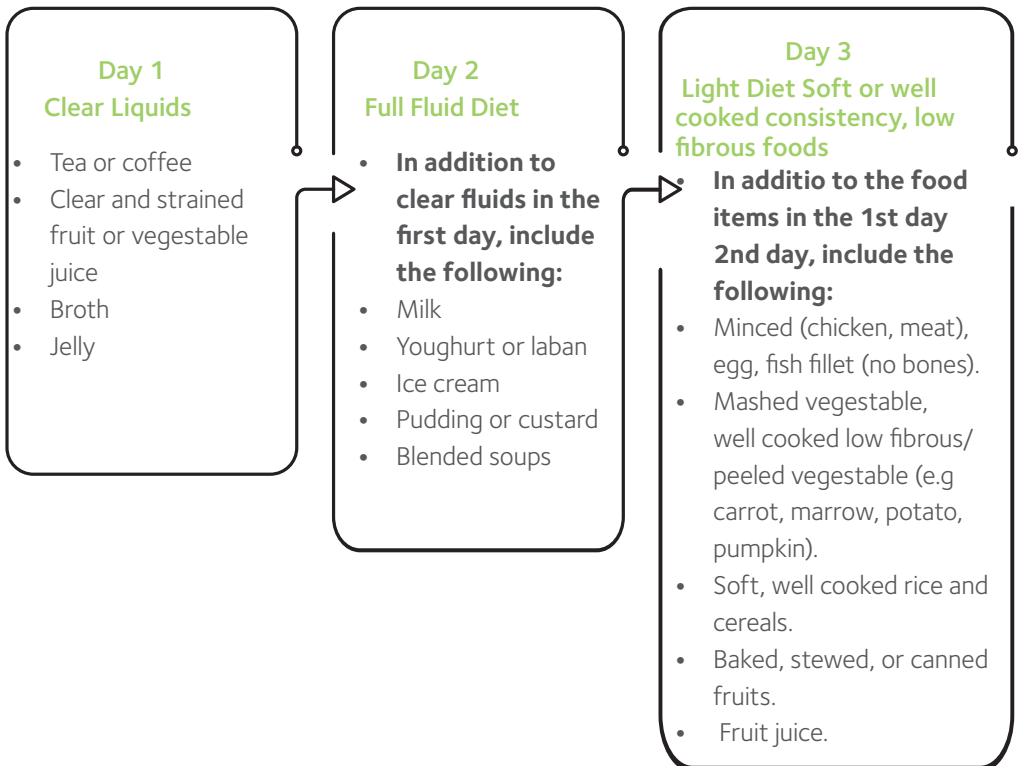 Day 1
Clear Liquids
• Tea or coffee
• Clear and strained
fruit or vegestable
juice
• Broth
• Jelly
Day 2
Full Fluid Diet
• In addition to
clear fluids in the
first day, include
the following:
• Milk
• Youghurt or laban
• Ice cream
• Pudding or custard
• Blended soups
Day 3
Light Diet Soft or well
cooked consistency, low
fibrous foods
• In additio to the food
items in the 1st day
2nd day, include the
following:
• Minced (chicken, meat),
egg, fish fillet (no bones).
• Mashed vegestable,
well cooked low fibrous/
peeled vegestable (e.g
carrot, marrow, potato,
pumpkin).
• Soft, well cooked rice and
cereals.
• Baked, stewed, or canned
fruits.
• Fruit juice.